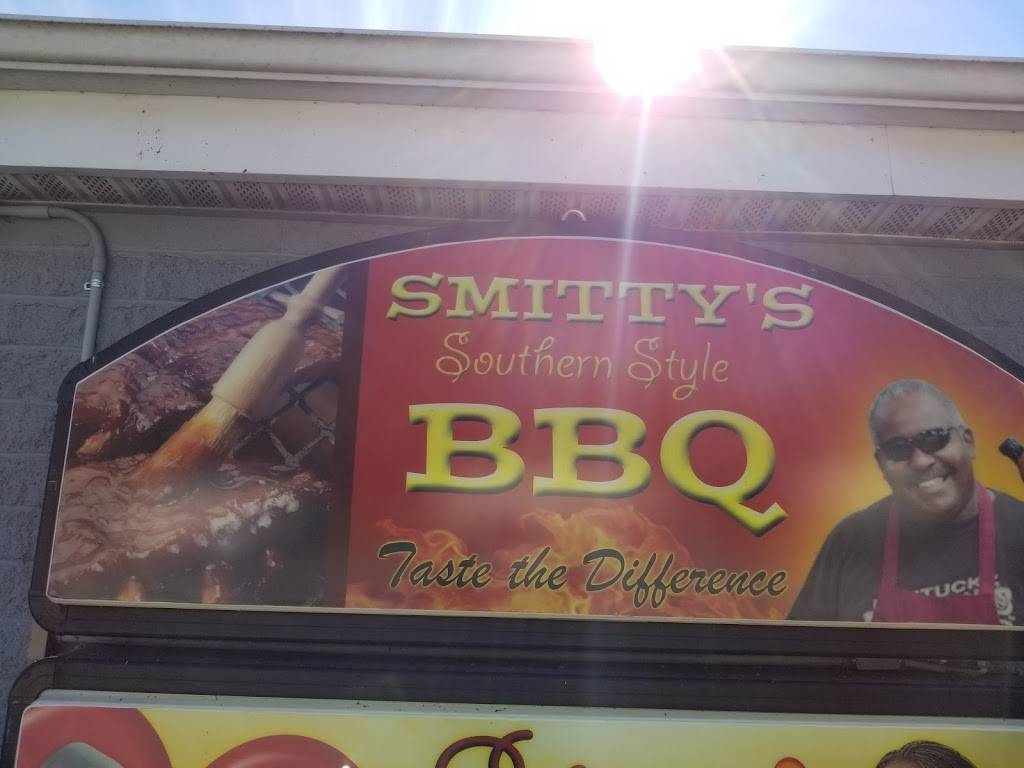 SMITTY'S
Southern Style
BBQ
Taste the Difference